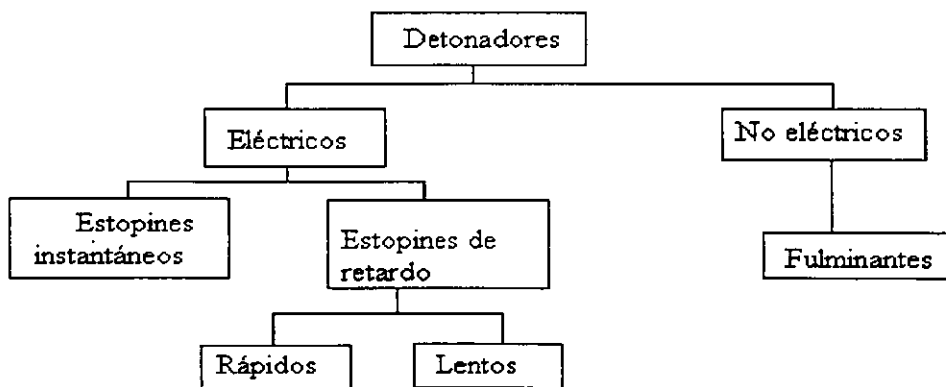 Detonadores
Eléctricos
No eléctricos
Estopines
instantáneos
Estopines de
retardo
Fulminantes
Rápidos
Lentos